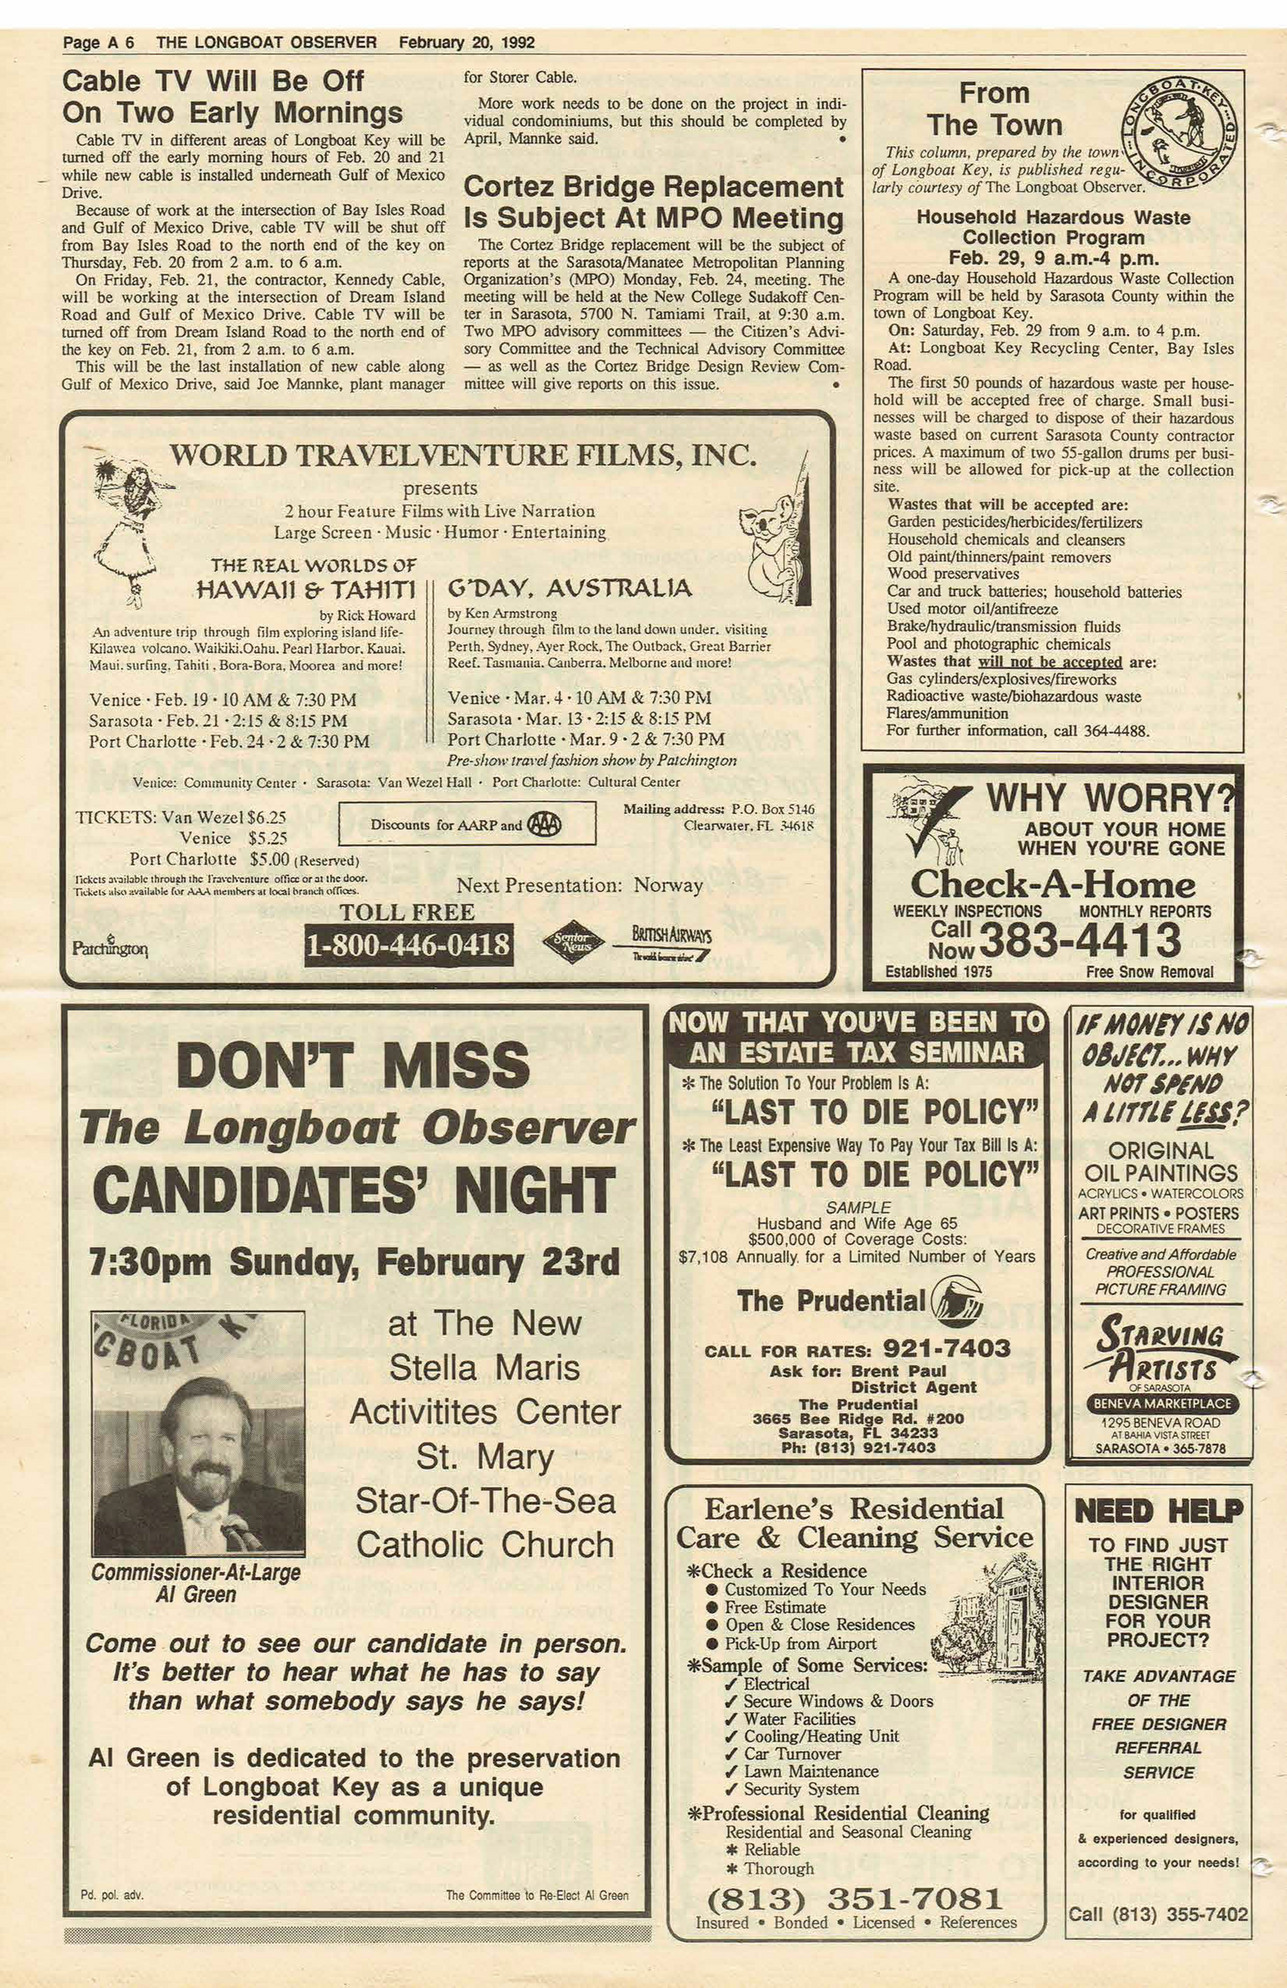 Page A 6 THE LONGBOAT OBSERVER February 20, 1992
Cable TV Will Be Off
On Two Early Mornings
Cable TV in different areas of Longboat Key will be
turned off the early morning hours of Feb. 20 and 21
while new cable is installed underneath Gulf of Mexico
Drive.
Because of work at the intersection of Bay Isles Road
and Gulf of Mexico Drive, cable TV will be shut off
from Bay Isles Road to the north end of the key on
Thursday, Feb. 20 from 2 a.m. to 6 a.m.
On Friday, Feb. 21, the contractor, Kennedy Cable,
will be working at the intersection of Dream Island
Road and Gulf of Mexico Drive. Cable TV will be
turned off from Dream Island Road to the north end of
the key on Feb. 21, from 2 a.m. to 6 a.m.
This will be the last installation of new cable along
Gulf of Mexico Drive, said Joe Mannke, plant manager
for Storer Cable.
More work needs to be done on the project in indi-
vidual condominiums, but this should be completed by
April, Mannke said. •
Cortez Bridge Replacement
Is Subject At MPO Meeting
The Cortez Bridge replacement will be the subject of
reports at the Sarasota/Manatee Metropolitan Planning
Organization's (MPO) Monday, Feb. 24, meeting. The
meeting will be held at the New College Sudakoff Cen-
ter in Sarasota, 5700 N. Tamiami Trail, at 9:30 a.m.
Two MPO advisory committees — the Citizen's Advi-
sory Committee and the Technical Advisory Committee
— as well as the Cortez Bridge Design Review Com-
mittee will give reports on this issue. •
From
The Town
LONGBOAT KEY
INCORPORATED
This column, prepared by the town
of Longboat Key, is published regu-
larly courtesy of The Longboat Observer.
Household Hazardous Waste
Collection Program
Feb. 29, 9 a.m.-4 p.m.
A one-day Household Hazardous Waste Collection
Program will be held by Sarasota County within the
town of Longboat Key.
On: Saturday, Feb. 29 from 9 a.m. to 4 p.m.
At: Longboat Key Recycling Center, Bay Isles
Road.
The first 50 pounds of hazardous waste per house-
hold will be accepted free of charge. Small busi-
nesses will be charged to dispose of their hazardous
waste based on current Sarasota County contractor
prices. A maximum of two 55-gallon drums per busi-
ness will be allowed for pick-up at the collection
site.
Wastes that will be accepted are:
Garden pesticides/herbicides/fertilizers
Household chemicals and cleansers
Old paint/thinners/paint removers
Wood preservatives
Car and truck batteries; household batteries
Used motor oil/antifreeze
Brake/hydraulic/transmission fluids
Pool and photographic chemicals
Wastes that will not be accepted are:
Gas cylinders/explosives/fireworks
Radioactive waste/biohazardous waste
Flares/ammunition
For further information, call 364-4488.
WORLD TRAVELVENTURE FILMS, INC.
presents
2 hour Feature Films with Live Narration
Large Screen · Music · Humor · Entertaining
THE REAL WORLDS OF
HAWAII & TAHITI
by Rick Howard
An adventure trip through film exploring island life-
Kilawea volcano. Waikiki.Oahu. Pearl Harbor. Kauai.
Maui. surfing, Tahiti, Bora-Bora, Moorea and more!
Venice · Feb. 19 · 10 AM & 7:30 PM
Sarasota · Feb. 21 · 2:15 & 8:15 PM
Port Charlotte · Feb. 24 · 2 & 7:30 PM
G'DAY, AUSTRALIA
by Ken Armstrong
Journey through film to the land down under. visiting
Perth, Sydney, Ayer Rock, The Outback, Great Barrier
Reef. Tasmania. Canberra. Melborne and more!
Venice · Mar. 4 · 10 AM & 7:30 PM
Sarasota · Mar. 13 · 2:15 & 8:15 PM
Port Charlotte · Mar. 9 · 2 & 7:30 PM
Pre-show travel fashion show by Patchington
Venice: Community Center · Sarasota: Van Wezel Hall · Port Charlotte: Cultural Center
TICKETS: Van Wezel $6.25
Venice $5.25
Port Charlotte $5.00 (Reserved)
Tickets available through the Travelventure office or at the door.
Tickets also available for AAA members at local branch offices.
Discounts for AARP and AAA
Mailing address: P.O. Box 5146
Clearwater, FL 34618
Next Presentation: Norway
TOLL FREE
1-800-446-0418
Patchington
Senior
News
BRITISH AIRWAYS
The world's favourite airline
WHY WORRY?
ABOUT YOUR HOME
WHEN YOU'RE GONE
Check-A-Home
WEEKLY INSPECTIONS MONTHLY REPORTS
Call
Now 383-4413
Established 1975 Free Snow Removal
DON'T MISS
The Longboat Observer
CANDIDATES' NIGHT
7:30pm Sunday, February 23rd
FLORIDA
GBOAT K
at The New
Stella Maris
Activitites Center
St. Mary
Star-Of-The-Sea
Catholic Church
Commissioner-At-Large
Al Green
Come out to see our candidate in person.
It's better to hear what he has to say
than what somebody says he says!
Al Green is dedicated to the preservation
of Longboat Key as a unique
residential community.
Pd. pol. adv. The Committee to Re-Elect Al Green
NOW THAT YOU'VE BEEN TO
AN ESTATE TAX SEMINAR
* The Solution To Your Problem Is A:
"LAST TO DIE POLICY"
* The Least Expensive Way To Pay Your Tax Bill Is A:
"LAST TO DIE POLICY"
SAMPLE
Husband and Wife Age 65
$500,000 of Coverage Costs:
$7,108 Annually for a Limited Number of Years
The Prudential
CALL FOR RATES: 921-7403
Ask for: Brent Paul
District Agent
The Prudential
3665 Bee Ridge Rd. #200
Sarasota, FL 34233
Ph: (813) 921-7403
IF MONEY IS NO
OBJECT... WHY
NOT SPEND
A LITTLE LESS?
ORIGINAL
OIL PAINTINGS
ACRYLICS • WATERCOLORS
ART PRINTS • POSTERS
DECORATIVE FRAMES
Creative and Affordable
PROFESSIONAL
PICTURE FRAMING
STARVING
ARTISTS
OF SARASOTA
BENEVA MARKETPLACE
1295 BENEVA ROAD
AT BAHIA VISTA STREET
SARASOTA • 365-7878
Earlene's Residential
Care & Cleaning Service
*Check a Residence
● Customized To Your Needs
● Free Estimate
● Open & Close Residences
● Pick-Up from Airport
*Sample of Some Services:
✓ Electrical
✓ Secure Windows & Doors
✓ Water Facilities
✓ Cooling/Heating Unit
✓ Car Turnover
✓ Lawn Maintenance
✓ Security System
*Professional Residential Cleaning
Residential and Seasonal Cleaning
* Reliable
* Thorough
(813) 351-7081
Insured • Bonded • Licensed • References
NEED HELP
TO FIND JUST
THE RIGHT
INTERIOR
DESIGNER
FOR YOUR
PROJECT?
TAKE ADVANTAGE
OF THE
FREE DESIGNER
REFERRAL
SERVICE
for qualified
& experienced designers,
according to your needs!
Call (813) 355-7402